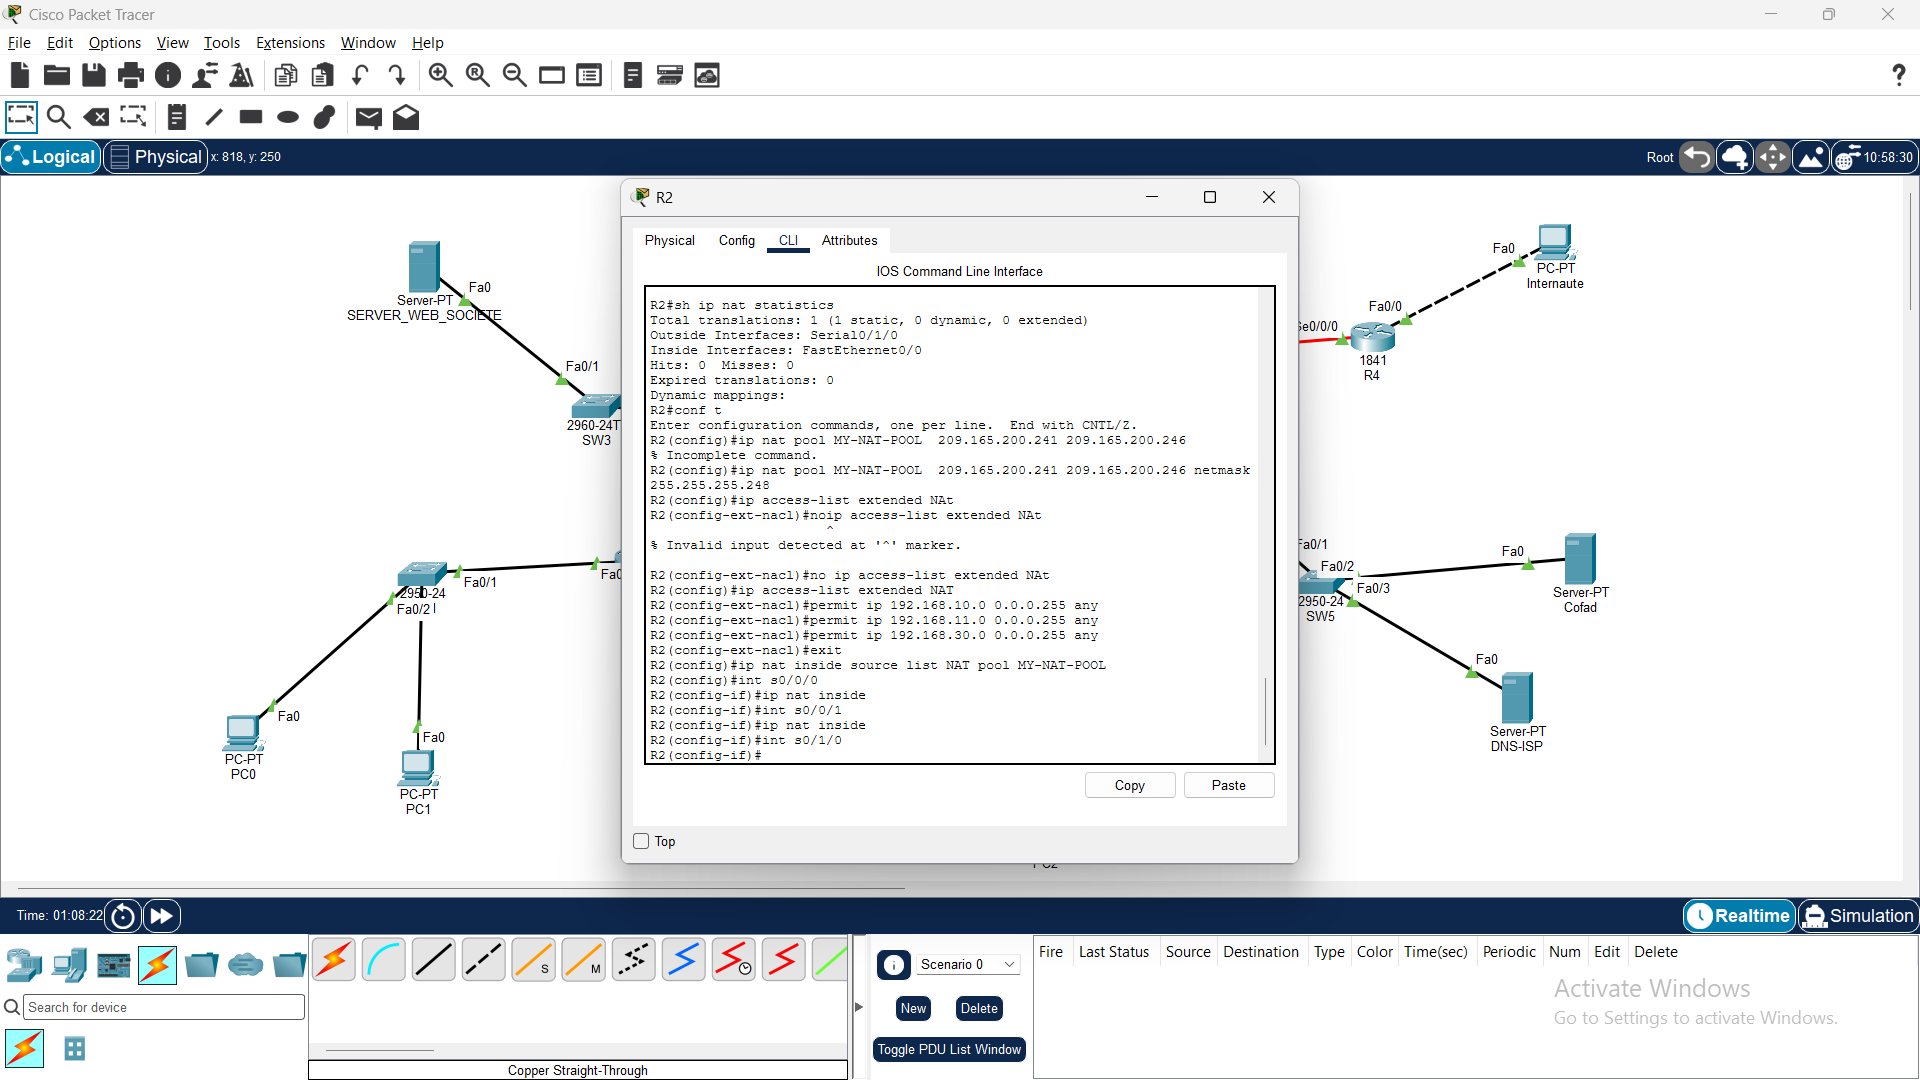 Cisco Packet Tracer
File Edit Options View Tools Extensions Window Help
Logical Physical x: 818, y: 250
Root 10:58:30
R2
Physical Config CLI Attributes
IOS Command Line Interface
R2#sh ip nat statistics
Total translations: 1 (1 static, 0 dynamic, 0 extended)
Outside Interfaces: Serial0/1/0
Inside Interfaces: FastEthernet0/0
Hits: 0 Misses: 0
Expired translations: 0
Dynamic mappings:
R2#conf t
Enter configuration commands, one per line. End with CNTL/Z.
R2(config)#ip nat pool MY-NAT-POOL 209.165.200.241 209.165.200.246
% Incomplete command.
R2(config)#ip nat pool MY-NAT-POOL 209.165.200.241 209.165.200.246 netmask
255.255.255.248
R2(config)#ip access-list extended NAt
R2(config-ext-nacl)#noip access-list extended NAt
^
% Invalid input detected at '^' marker.
R2(config-ext-nacl)#no ip access-list extended NAt
R2(config)#ip access-list extended NAT
R2(config-ext-nacl)#permit ip 192.168.10.0 0.0.0.255 any
R2(config-ext-nacl)#permit ip 192.168.11.0 0.0.0.255 any
R2(config-ext-nacl)#permit ip 192.168.30.0 0.0.0.255 any
R2(config-ext-nacl)#exit
R2(config)#ip nat inside source list NAT pool MY-NAT-POOL
R2(config)#int s0/0/0
R2(config-if)#ip nat inside
R2(config-if)#int s0/0/1
R2(config-if)#ip nat inside
R2(config-if)#int s0/1/0
R2(config-if)#
Copy Paste
Top
Fa0
Server-PT
SERVER_WEB_SOCIETE
Fa0/1
2960-24T
SW3
Fa0/1
2950-24
Fa0/2
Fa0
PC-PT
PC0
Fa0
PC-PT
PC1
Fa0
PC-PT
Internaute
Fa0/0
Se0/0/0
1841
R4
Fa0/1
Fa0/2
Fa0/3
2950-24
SW5
Fa0
Server-PT
Cofad
Fa0
Server-PT
DNS-ISP
PC2
Time: 01:08:22
Realtime Simulation
S M
Search for device
Copper Straight-Through
Scenario 0
New Delete
Toggle PDU List Window
Fire Last Status Source Destination Type Color Time(sec) Periodic Num Edit Delete
Activate Windows
Go to Settings to activate Windows.